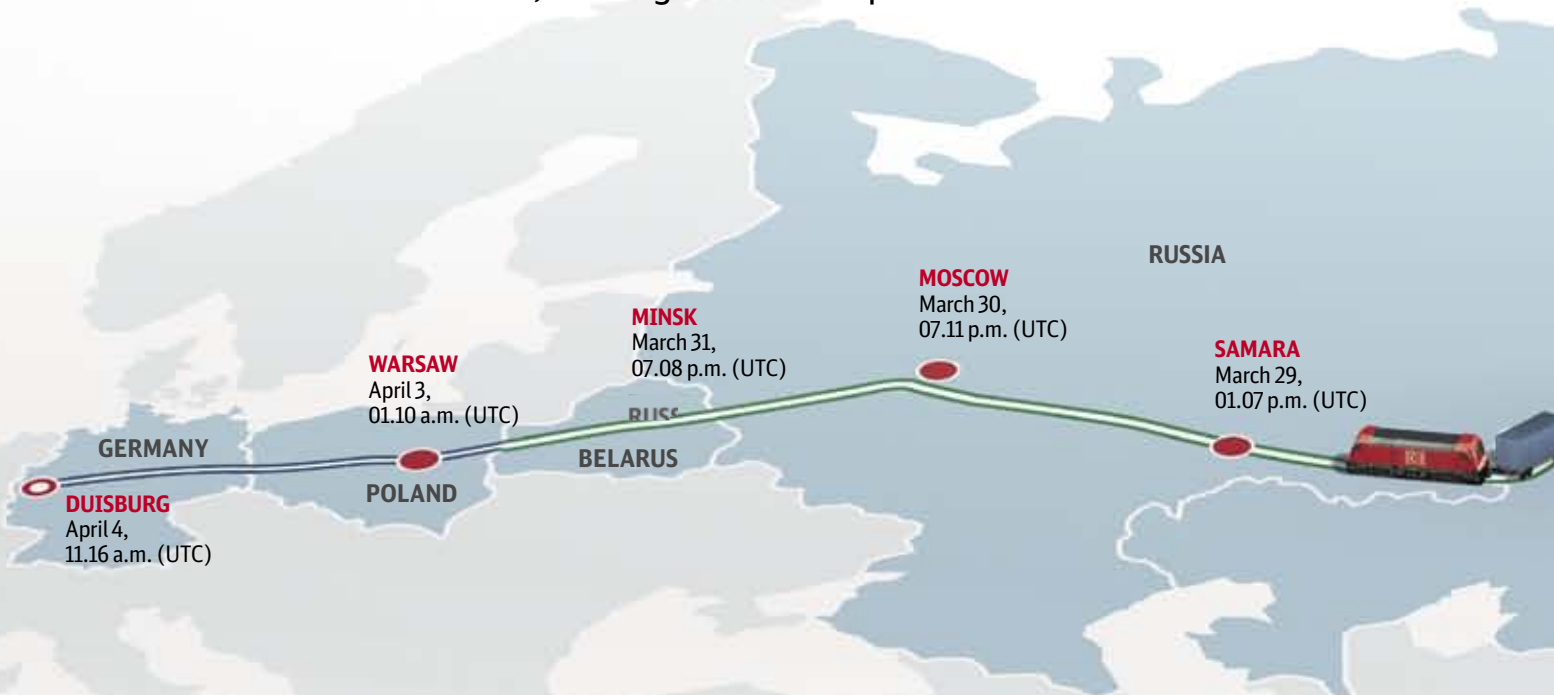 RUSSIA
MOSCOW
March 30,
07.11 p.m. (UTC)
MINSK
March 31,
07.08 p.m. (UTC)
SAMARA
March 29,
01.07 p.m. (UTC)
WARSAW
April 3,
01.10 a.m. (UTC)
GERMANY
BELARUS
POLAND
DUISBURG
April 4,
11.16 a.m. (UTC)